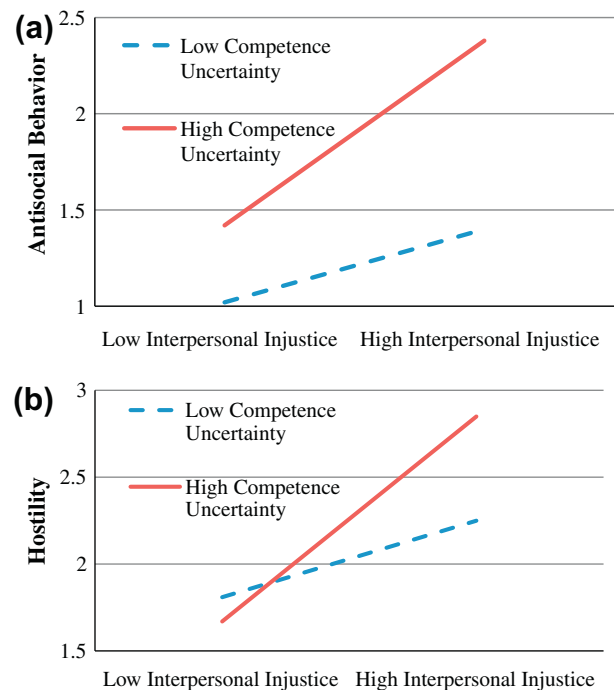 (a)
2.5
2
1.5
1
Antisocial Behavior
Low Competence
Uncertainty
High Competence
Uncertainty
Low Interpersonal Injustice High Interpersonal Injustice
(b)
3
2.5
2
1.5
Hostility
Low Competence
Uncertainty
High Competence
Uncertainty
Low Interpersonal Injustice High Interpersonal Injustice